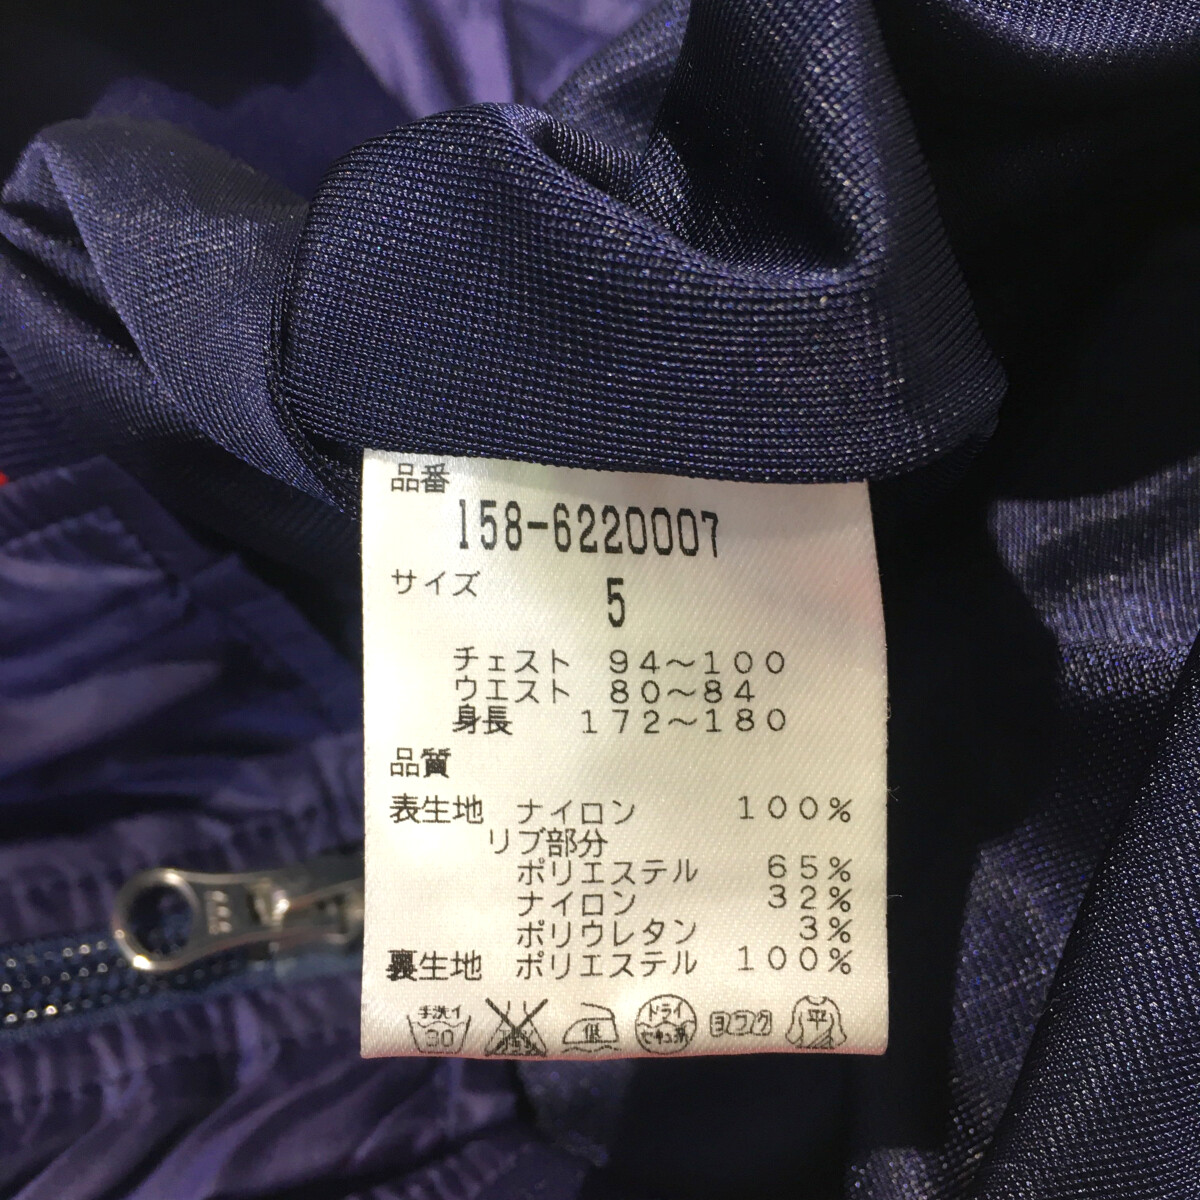 品番
158-6220007
サイズ 5
チェスト 94～100
ウエスト 80～84
身長 172～180
品質
表生地 ナイロン 100%
リブ部分
ポリエステル 65%
ナイロン 32%
ポリウレタン 3%
裏生地 ポリエステル 100%
手洗イ 30 低 ドライ セキユ系 ヨワク 平